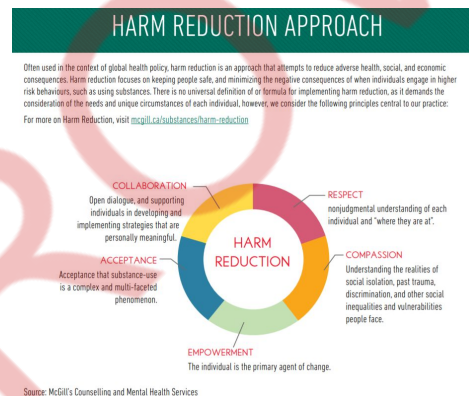 HARM REDUCTION APPROACH
Often used in the context of global health policy, harm reduction is an approach that attempts to reduce adverse health, social, and economic
consequences. Harm reduction focuses on keeping people safe, and minimizing the negative consequences of when individuals engage in higher
risk behaviours, such as using substances. There is no universal definition of or formula for implementing harm reduction, as it demands the
consideration of the needs and unique circumstances of each individual, however, we consider the following principles central to our practice:
For more on Harm Reduction, visit mcgill.ca/substances/harm-reduction
COLLABORATION
Open dialogue, and supporting
individuals in developing and
implementing strategies that are
personally meaningful.
RESPECT
nonjudgmental understanding of each
individual and "where they are at".
HARM
REDUCTION
ACCEPTANCE
Acceptance that substance-use
is a complex and multi-faceted
phenomenon.
COMPASSION
Understanding the realities of
social isolation, past trauma,
discrimination, and other social
inequalities and vulnerabilities
people face.
EMPOWERMENT
The individual is the primary agent of change.
Source: McGill's Counselling and Mental Health Services